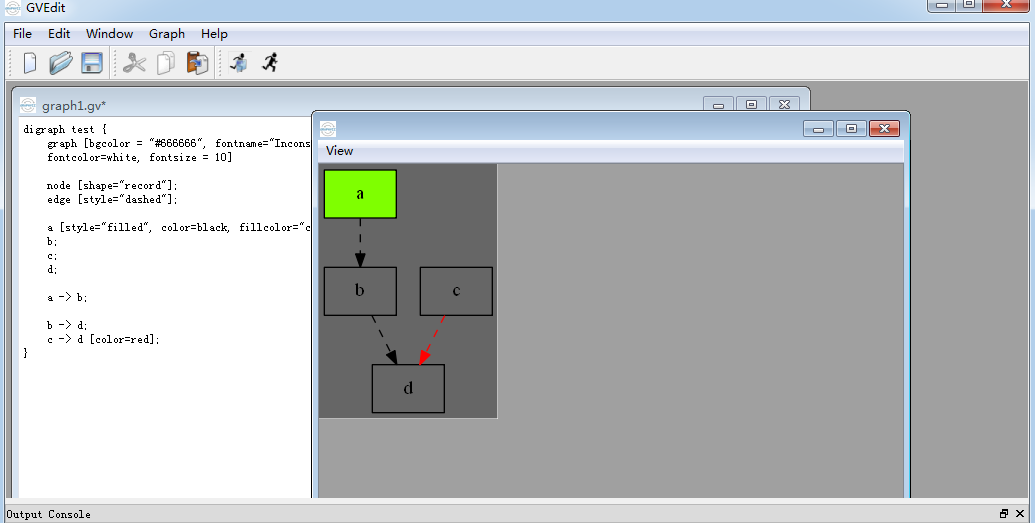 GVEdit
File Edit Window Graph Help
graph1.gv*
digraph test {
graph [bgcolor = "#666666", fontname="Incons
fontcolor=white, fontsize = 10]
node [shape="record"];
edge [style="dashed"];
a [style="filled", color=black, fillcolor="c
b;
c;
d;
a -> b;
b -> d;
c -> d [color=red];
}
View
a
b c
d
Output Console